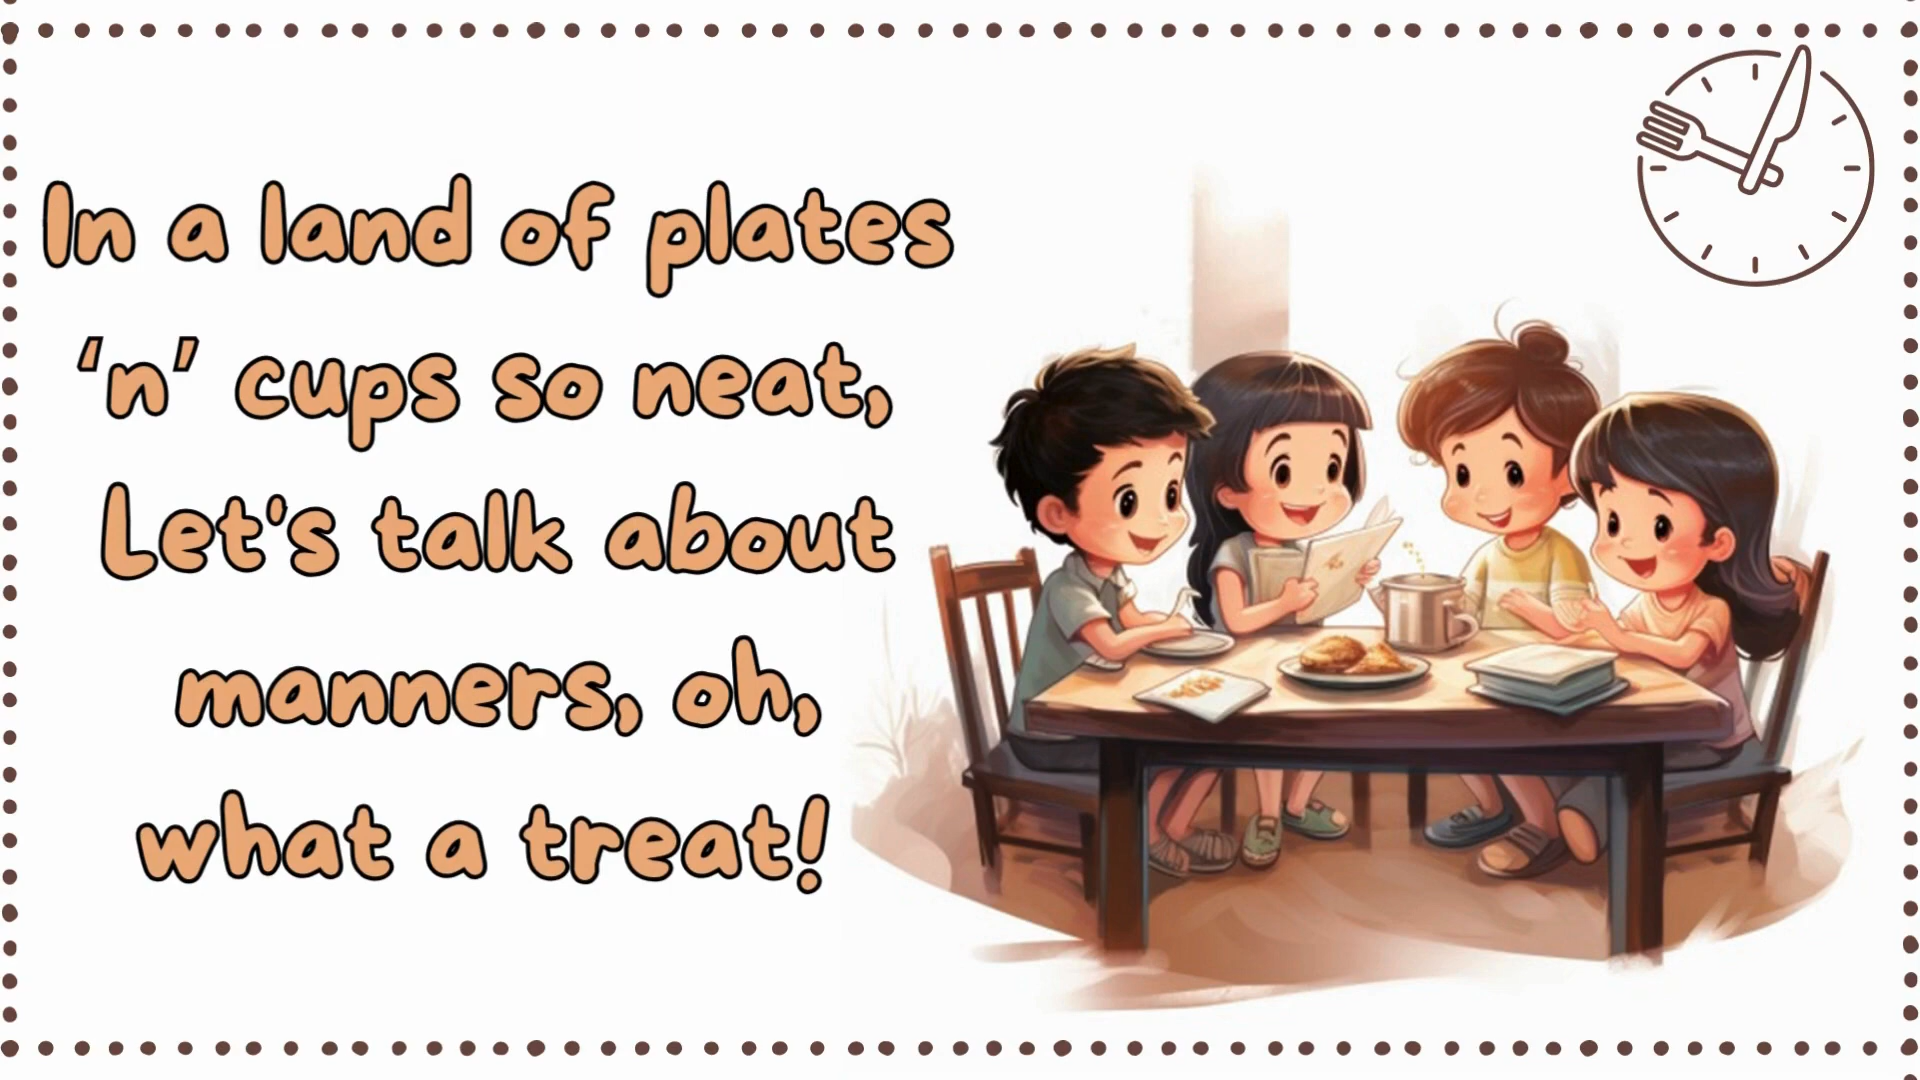 In a land of plates
‘n’ cups so neat,
Let's talk about
manners, oh,
what a treat!